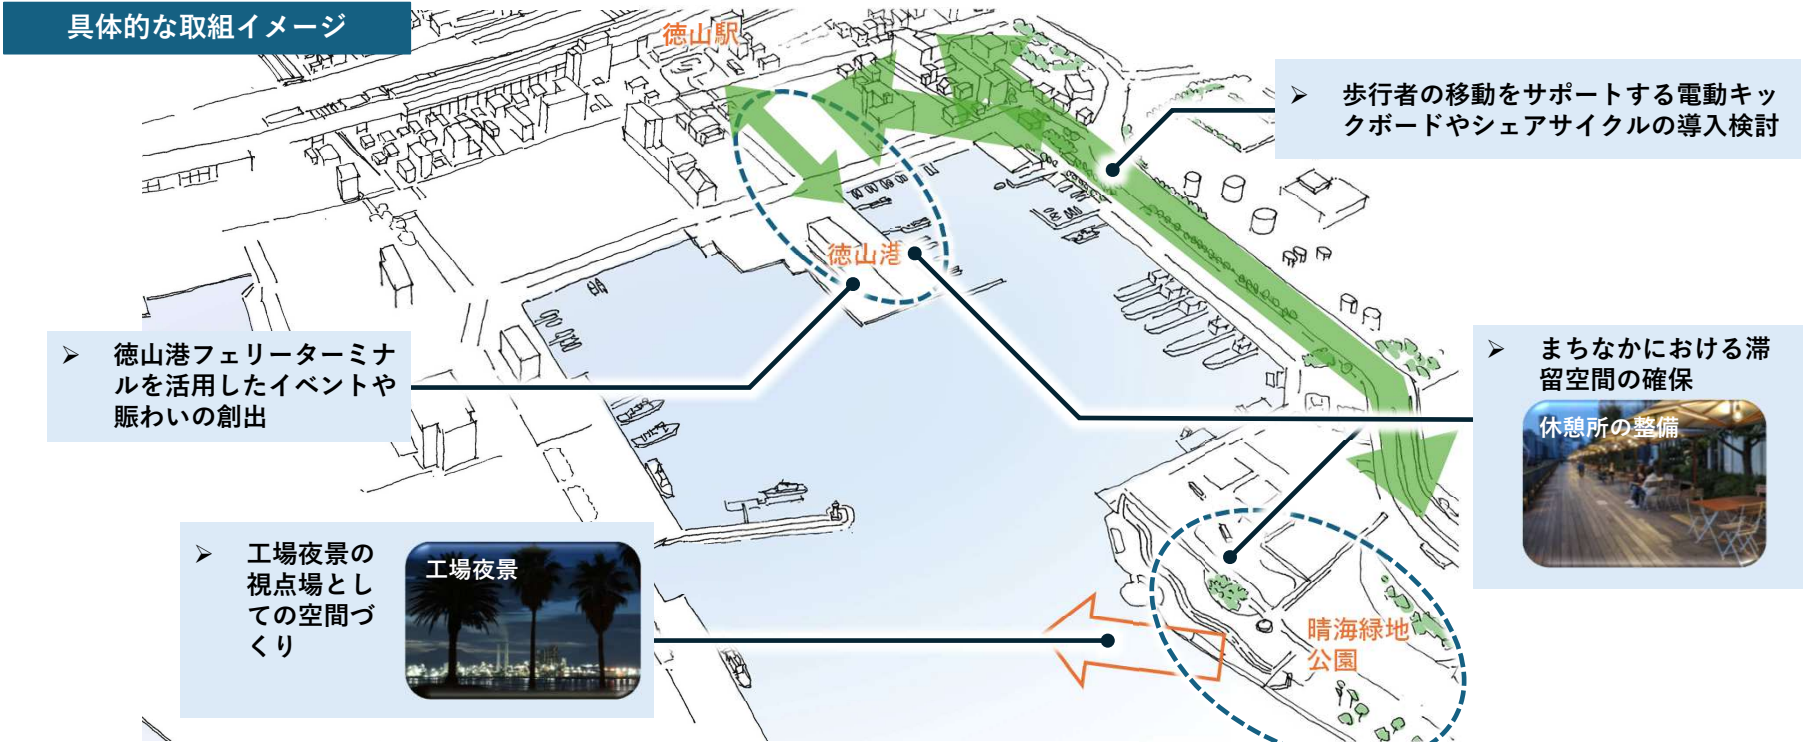 具体的な取組イメージ
徳山駅
➢ 歩行者の移動をサポートする電動キッ
クボードやシェアサイクルの導入検討
徳山港
➢ 徳山港フェリーターミナ
ルを活用したイベントや
賑わいの創出
➢ まちなかにおける滞
留空間の確保
休憩所の整備
➢ 工場夜景の
視点場とし
ての空間づ
くり
工場夜景
晴海緑地
公園